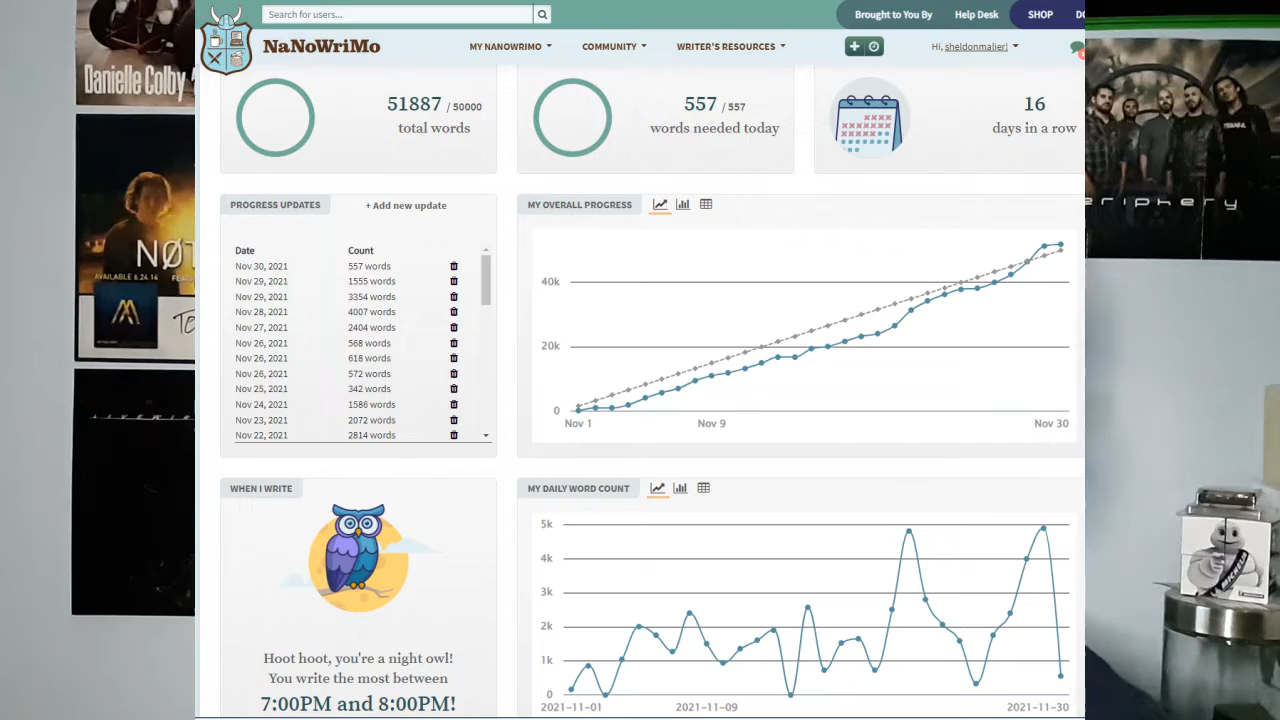 Search for users...
Brought to You By
Help Desk
SHOP
DO
NaNoWriMo
MY NANOWRIMO
COMMUNITY
WRITER'S RESOURCES
Hi, sheldonmalier!
51887 / 50000
total words
557 / 557
words needed today
16
days in a row
PROGRESS UPDATES
+ Add new update
Date Count
Nov 30, 2021 557 words
Nov 29, 2021 1555 words
Nov 29, 2021 3354 words
Nov 28, 2021 4007 words
Nov 27, 2021 2404 words
Nov 26, 2021 568 words
Nov 26, 2021 618 words
Nov 26, 2021 572 words
Nov 25, 2021 342 words
Nov 24, 2021 1586 words
Nov 23, 2021 2072 words
Nov 22, 2021 2814 words
MY OVERALL PROGRESS
40k
20k
0
Nov 1 Nov 9 Nov 30
WHEN I WRITE
Hoot hoot, you're a night owl!
You write the most between
7:00PM and 8:00PM!
MY DAILY WORD COUNT
5k
4k
3k
2k
1k
0
2021-11-01 2021-11-09 2021-11-30
Danielle Colby
NØT
AVAILABLE 6.24.14
eriphery
MICHELIN